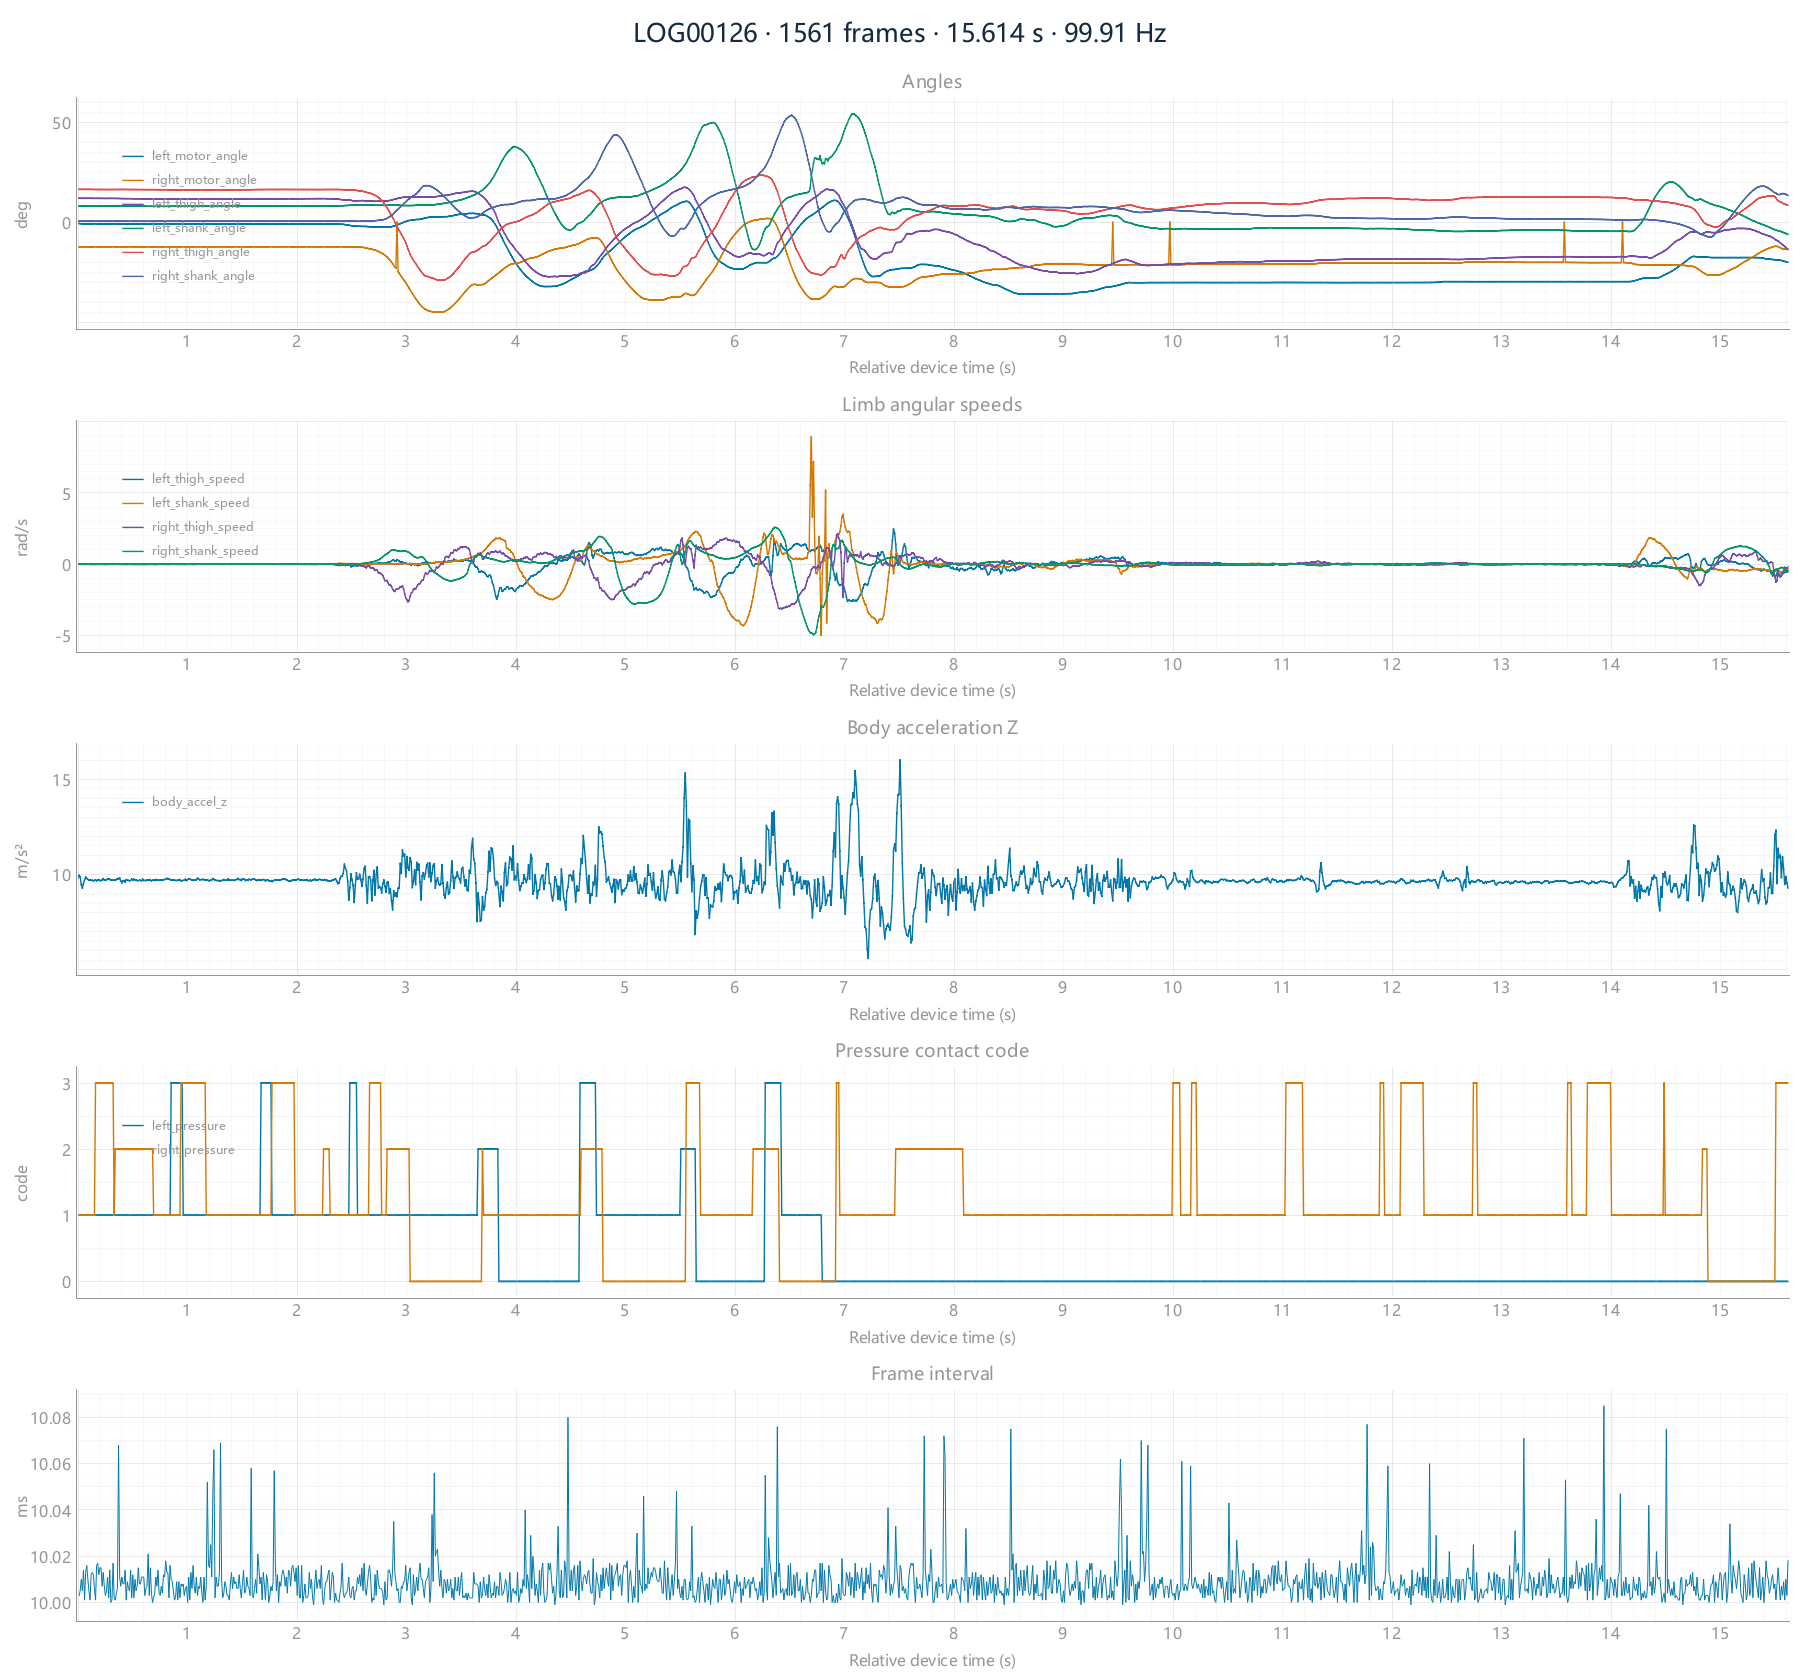 LOG00126 · 1561 frames · 15.614 s · 99.91 Hz
Angles
50
0
deg
left_motor_angle
right_motor_angle
left_thigh_angle
left_shank_angle
right_thigh_angle
right_shank_angle
1 2 3 4 5 6 7 8 9 10 11 12 13 14 15
Relative device time (s)
Limb angular speeds
5
0
-5
rad/s
left_thigh_speed
left_shank_speed
right_thigh_speed
right_shank_speed
1 2 3 4 5 6 7 8 9 10 11 12 13 14 15
Relative device time (s)
Body acceleration Z
15
10
m/s²
body_accel_z
1 2 3 4 5 6 7 8 9 10 11 12 13 14 15
Relative device time (s)
Pressure contact code
3
2
1
0
code
left_pressure
right_pressure
1 2 3 4 5 6 7 8 9 10 11 12 13 14 15
Relative device time (s)
Frame interval
10.08
10.06
10.04
10.02
10.00
ms
1 2 3 4 5 6 7 8 9 10 11 12 13 14 15
Relative device time (s)